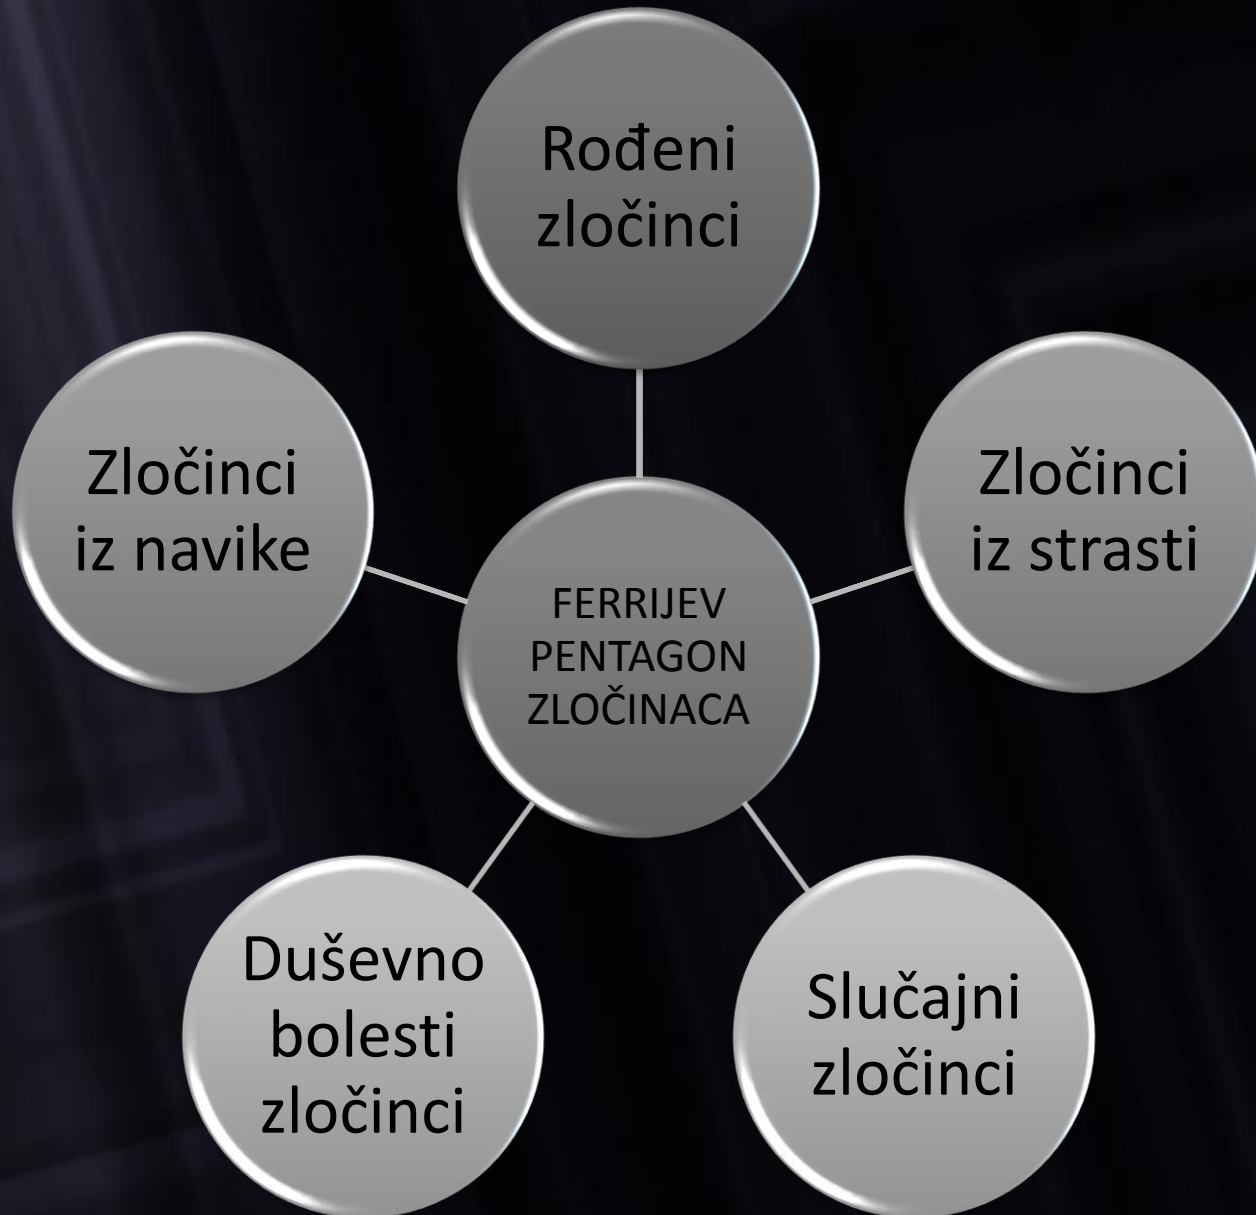 Rođeni
zločinci
Zločinci
iz navike
Zločinci
iz strasti
FERRIJEV
PENTAGON
ZLOČINACA
Duševno
bolesti
zločinci
Slučajni
zločinci